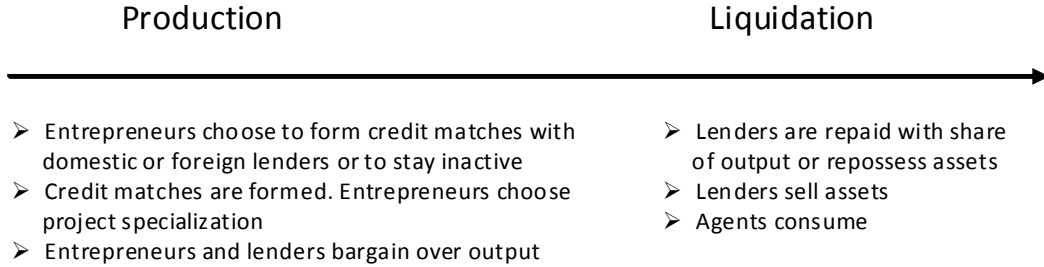 Production
Liquidation
➢ Entrepreneurs choose to form credit matches with
domestic or foreign lenders or to stay inactive
➢ Credit matches are formed. Entrepreneurs choose
project specialization
➢ Entrepreneurs and lenders bargain over output
➢ Lenders are repaid with share
of output or repossess assets
➢ Lenders sell assets
➢ Agents consume